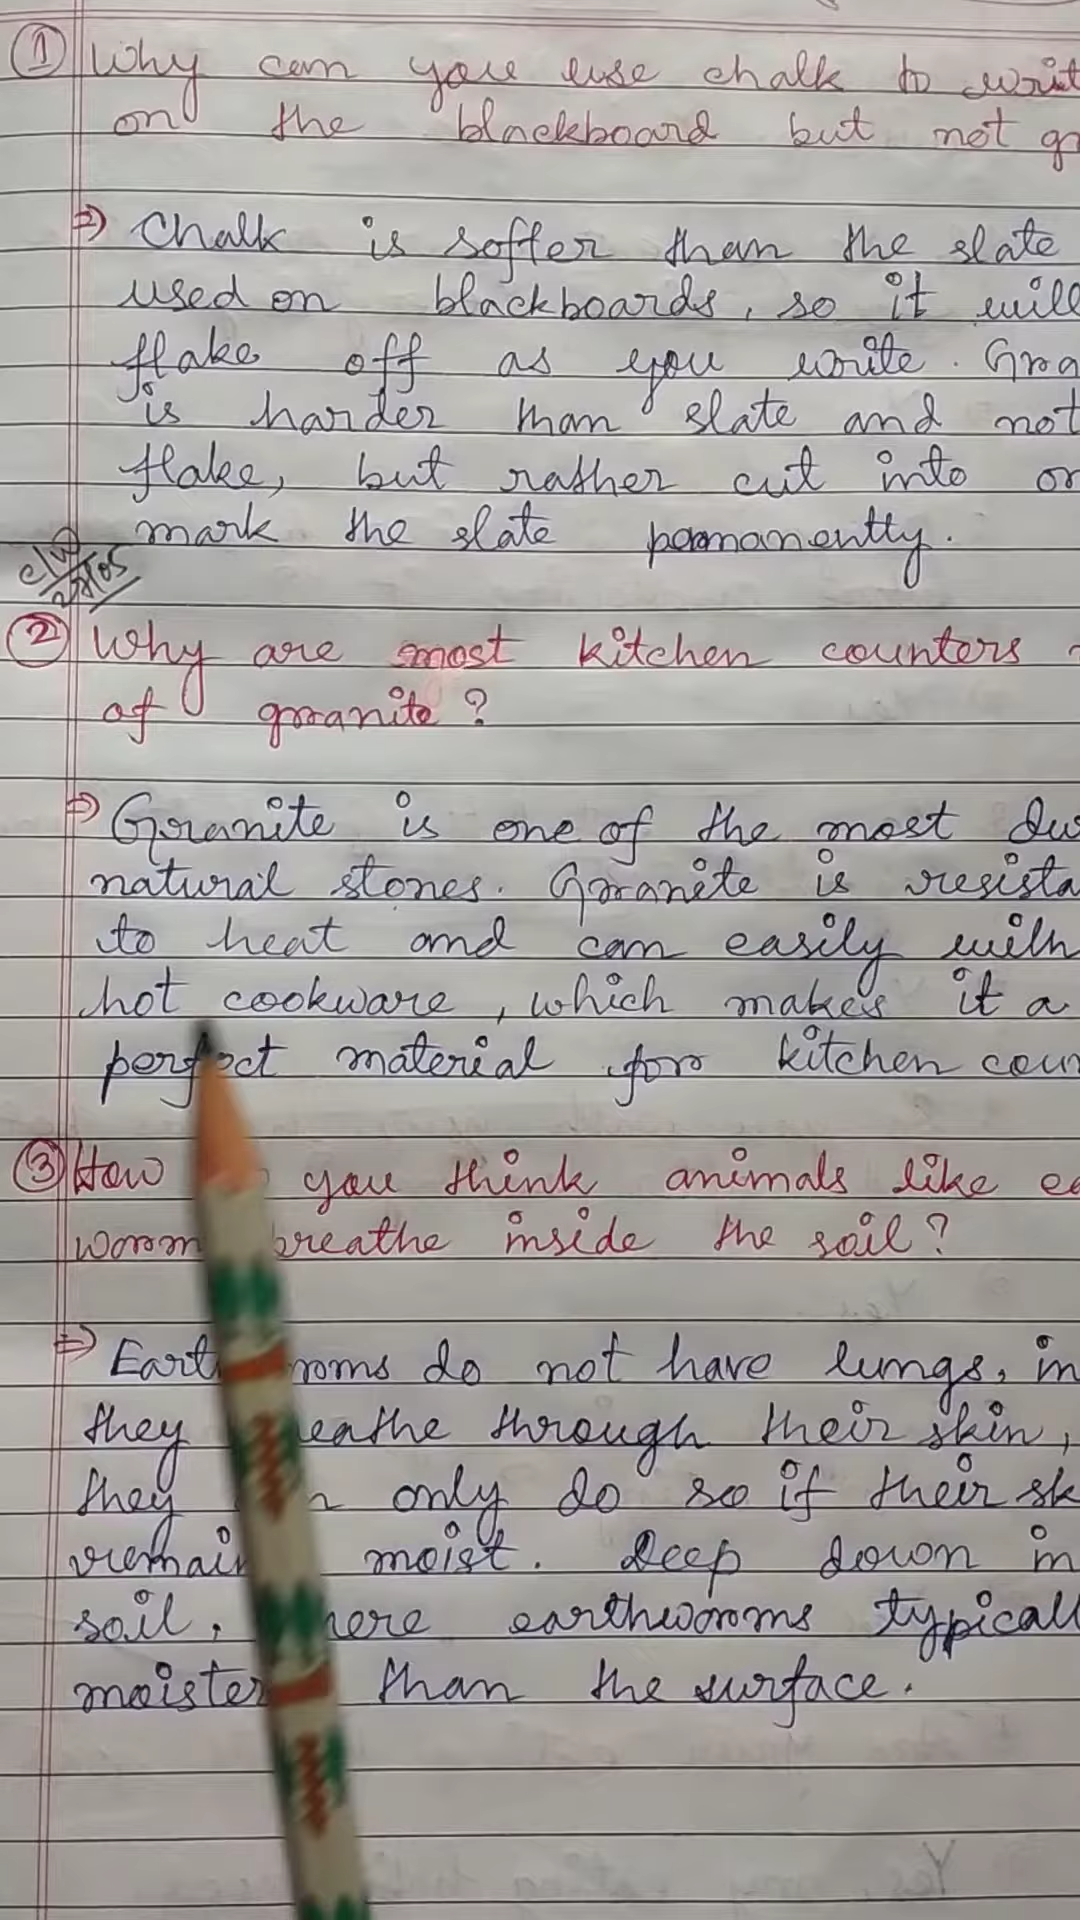 ① Why can you use chalk to writ
on the blackboard but not gr
⇒ Chalk is softer than the slate
used on blackboards, so it will
flake off as you write. Gra
is harder than slate and not
flake, but rather cut into or
mark the slate permanently.
c/w
② Why are most kitchen counters
of granite?
⇒ Granite is one of the most du
natural stones. Granite is resista
to heat and can easily with
hot cookware, which makes it a
perfect material for kitchen coun
③ How you think animals like ea
worm breathe inside the soil?
⇒ Eart roms do not have lungs, in
they eathe through their skin,
they only do so if their sk
remain moist. Deep down in
soil, here earthworms typicall
moister than the surface.